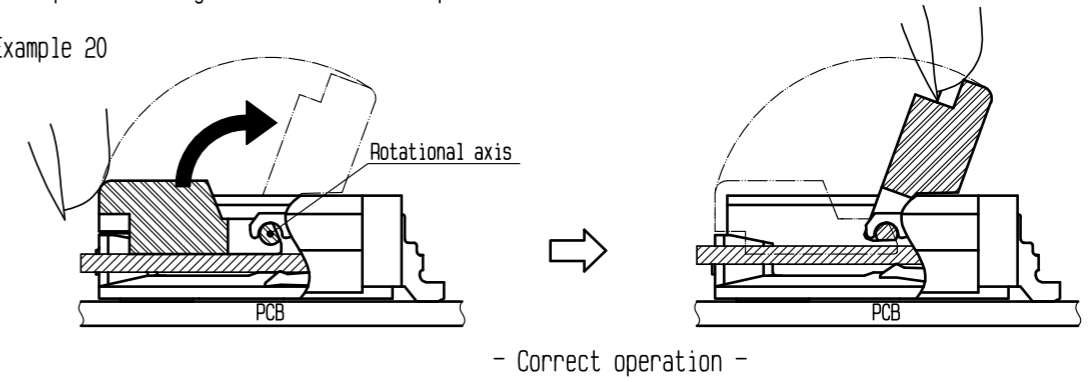 Example 20
Rotational axis
PCB
PCB
- Correct operation -